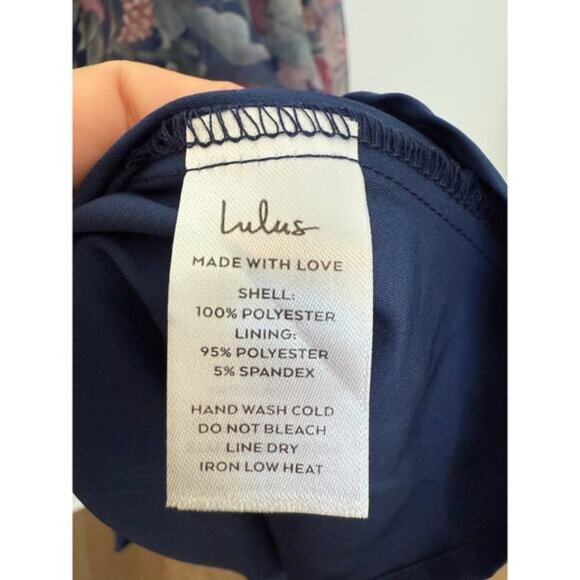 Lulus
MADE WITH LOVE
SHELL:
100% POLYESTER
LINING:
95% POLYESTER
5% SPANDEX
HAND WASH COLD
DO NOT BLEACH
LINE DRY
IRON LOW HEAT